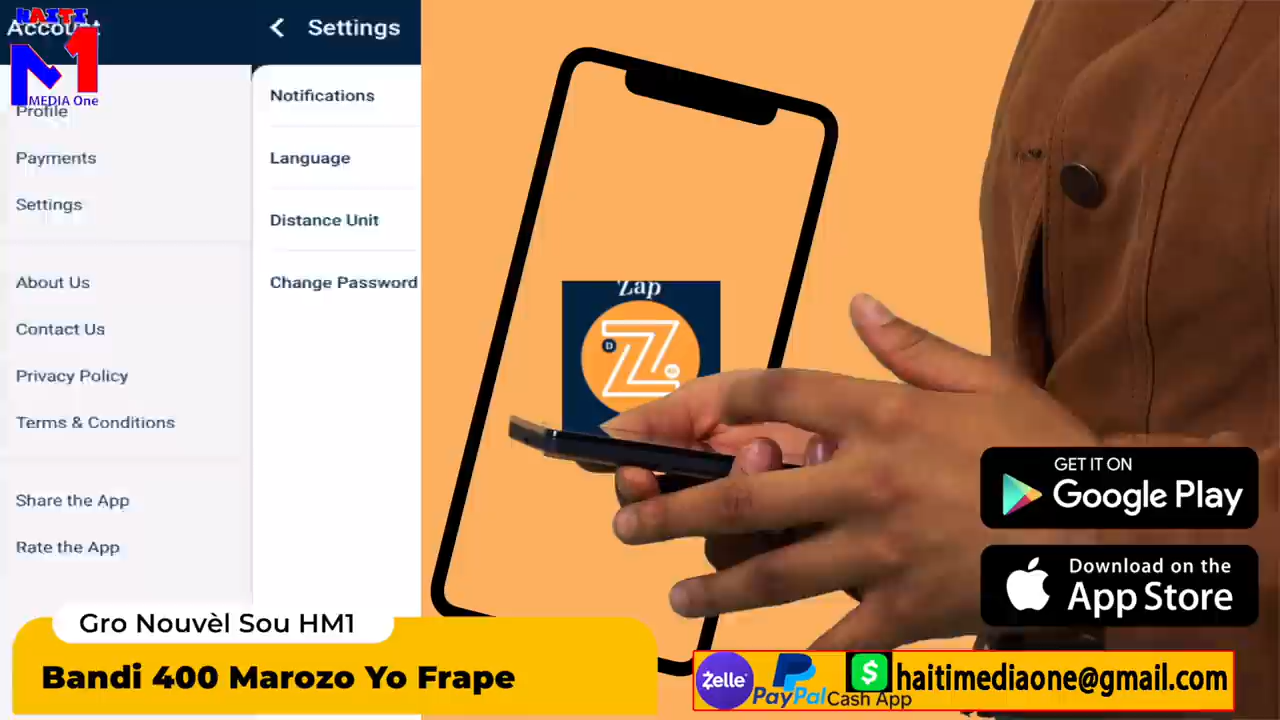 HAITI
M1
MEDIA One
Account
Profile
Payments
Settings
About Us
Contact Us
Privacy Policy
Terms & Conditions
Share the App
Rate the App
Settings
Notifications
Language
Distance Unit
Change Password
Zap
Z
D
GET IT ON
Google Play
Download on the
App Store
Gro Nouvèl Sou HM1
Bandi 400 Marozo Yo Frape
Zelle
PayPal
$
Cash App
haitimediaone@gmail.com